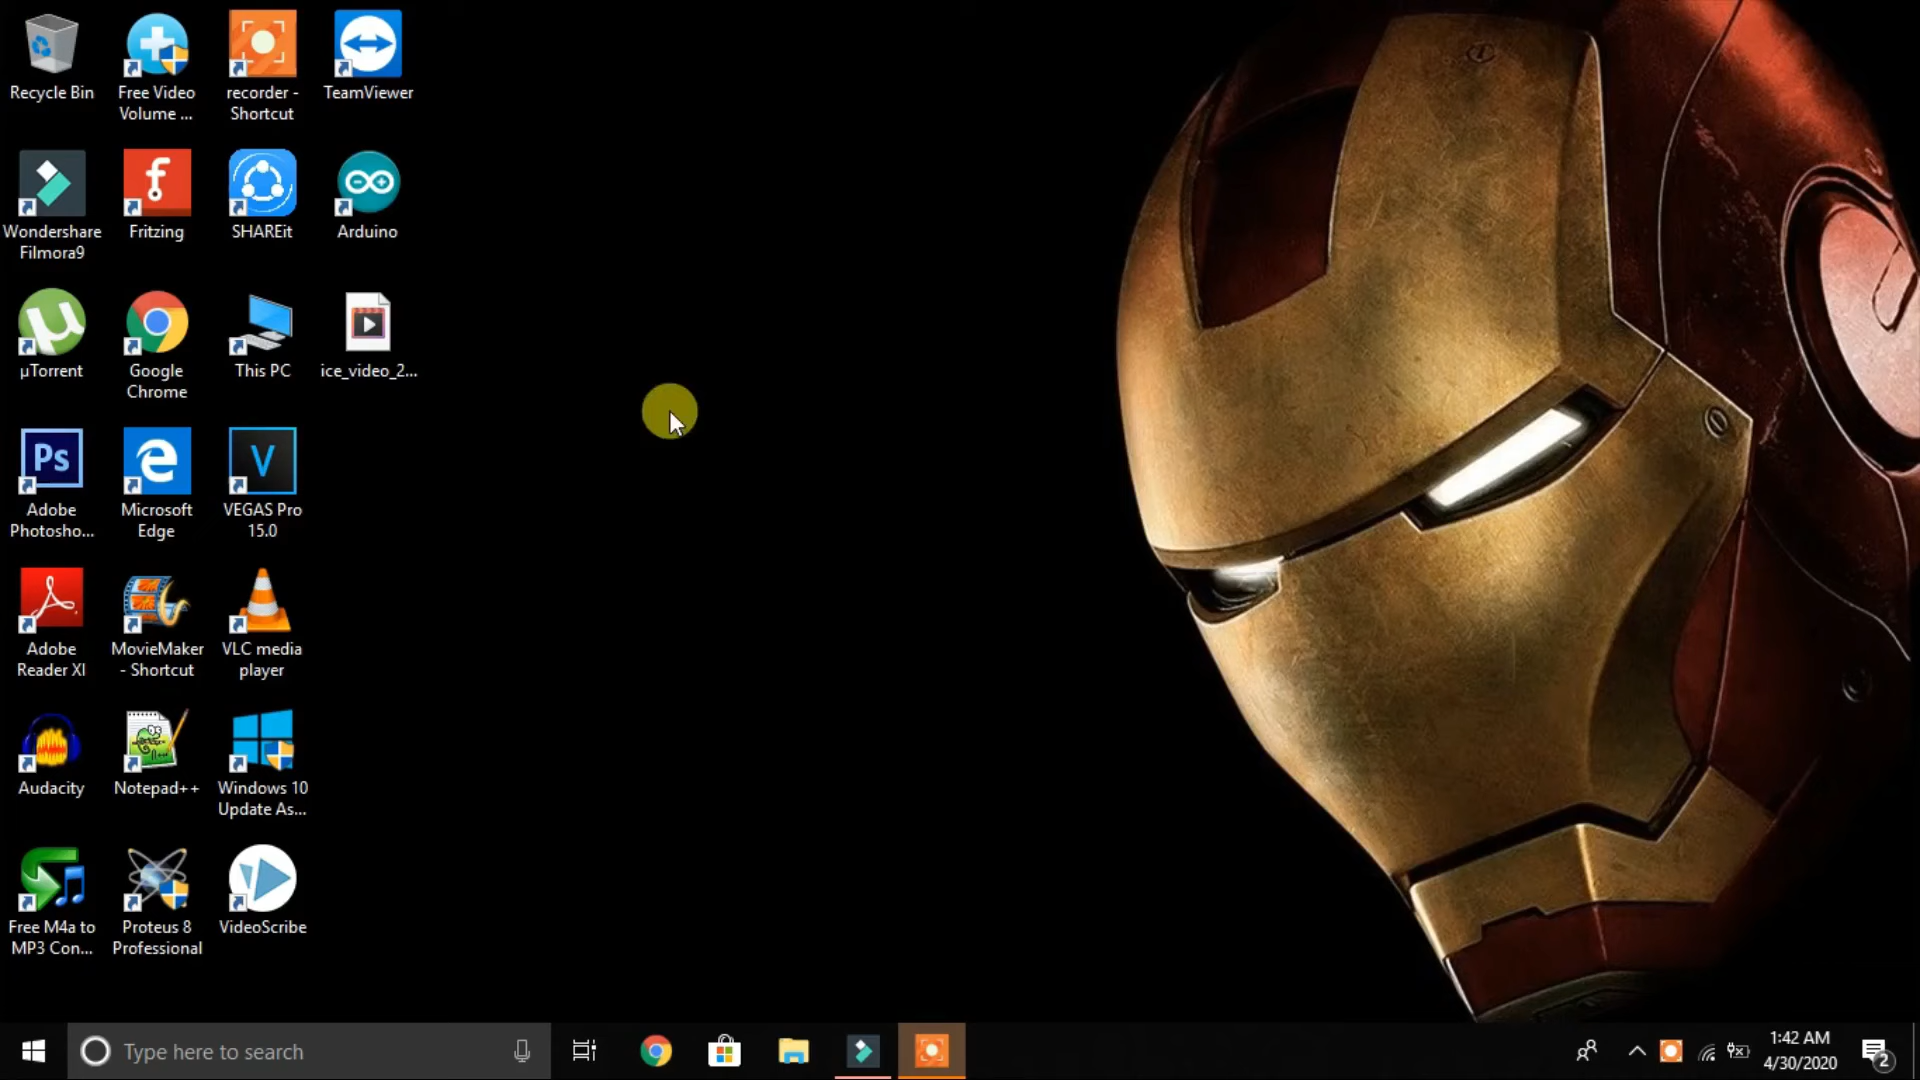 Recycle Bin
Free Video
Volume ...
recorder -
Shortcut
TeamViewer
Wondershare
Filmora9
Fritzing
SHAREit
Arduino
µTorrent
Google
Chrome
This PC
ice_video_2...
Ps
Adobe
Photosho...
Microsoft
Edge
V
VEGAS Pro
15.0
Adobe
Reader XI
MovieMaker
- Shortcut
VLC media
player
Audacity
Notepad++
Windows 10
Update As...
Free M4a to
MP3 Con...
Proteus 8
Professional
VideoScribe
Type here to search
1:42 AM
4/30/2020
2